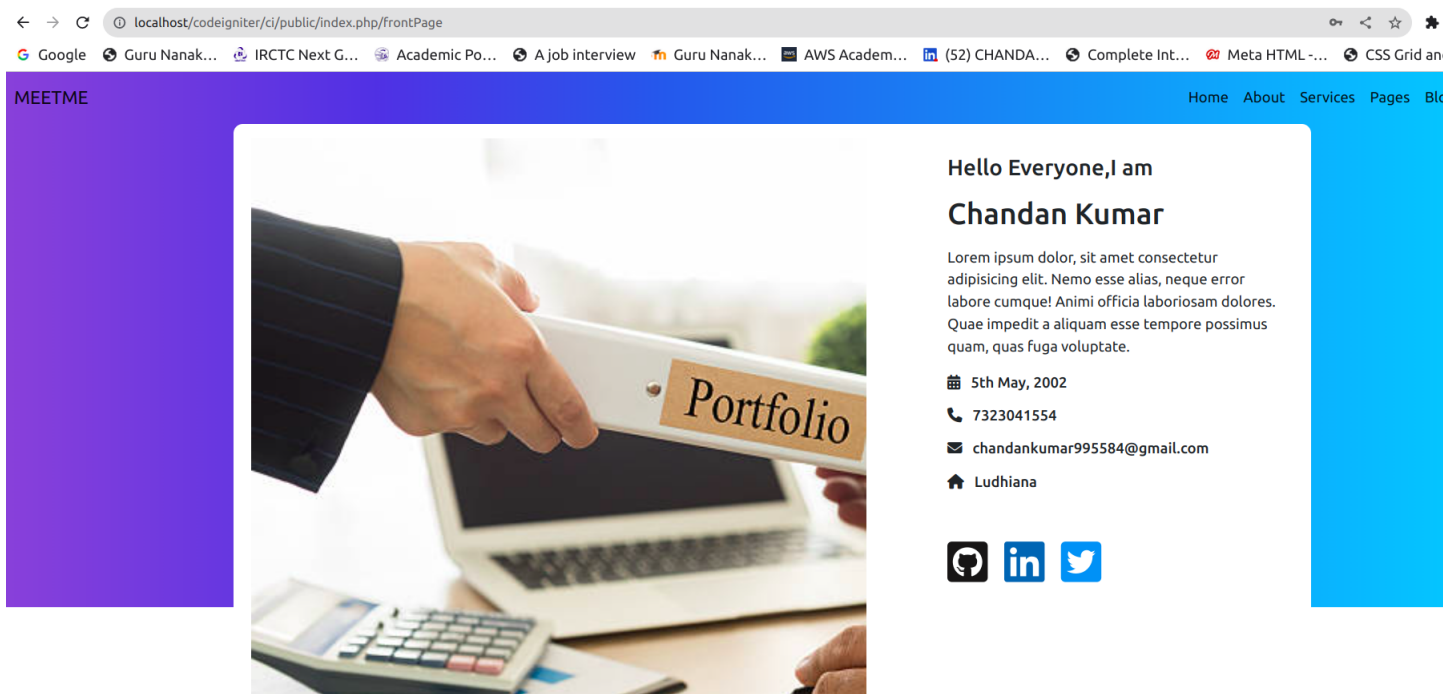 localhost/codeigniter/ci/public/index.php/frontPage
Google Guru Nanak... IRCTC Next G... Academic Po... A job interview Guru Nanak... AWS Academ... (52) CHANDA... Complete Int... Meta HTML -... CSS Grid and
MEETME Home About Services Pages Blo
Hello Everyone,I am
Chandan Kumar
Lorem ipsum dolor, sit amet consectetur
adipisicing elit. Nemo esse alias, neque error
labore cumque! Animi officia laboriosam dolores.
Quae impedit a aliquam esse tempore possimus
quam, quas fuga voluptate.
5th May, 2002
7323041554
chandankumar995584@gmail.com
Ludhiana
Portfolio
in